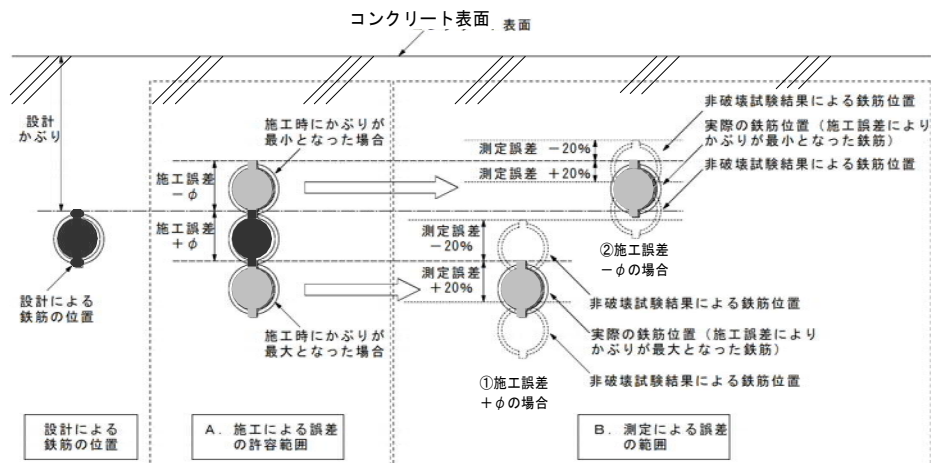 コンクリート表面
表面
設計
かぶり
施工時にかぶりが
最小となった場合
施工誤差
−φ
施工誤差
+φ
設計による
鉄筋の位置
施工時にかぶりが
最大となった場合
測定誤差 −20%
測定誤差 +20%
測定誤差
−20%
測定誤差
+20%
非破壊試験結果による鉄筋位置
実際の鉄筋位置（施工誤差により
かぶりが最小となった鉄筋）
非破壊試験結果による鉄筋位置
②施工誤差
−φの場合
非破壊試験結果による鉄筋位置
実際の鉄筋位置（施工誤差により
かぶりが最大となった鉄筋）
非破壊試験結果による鉄筋位置
①施工誤差
+φの場合
設計による
鉄筋の位置
A．施工による誤差
の許容範囲
B．測定による誤差
の範囲